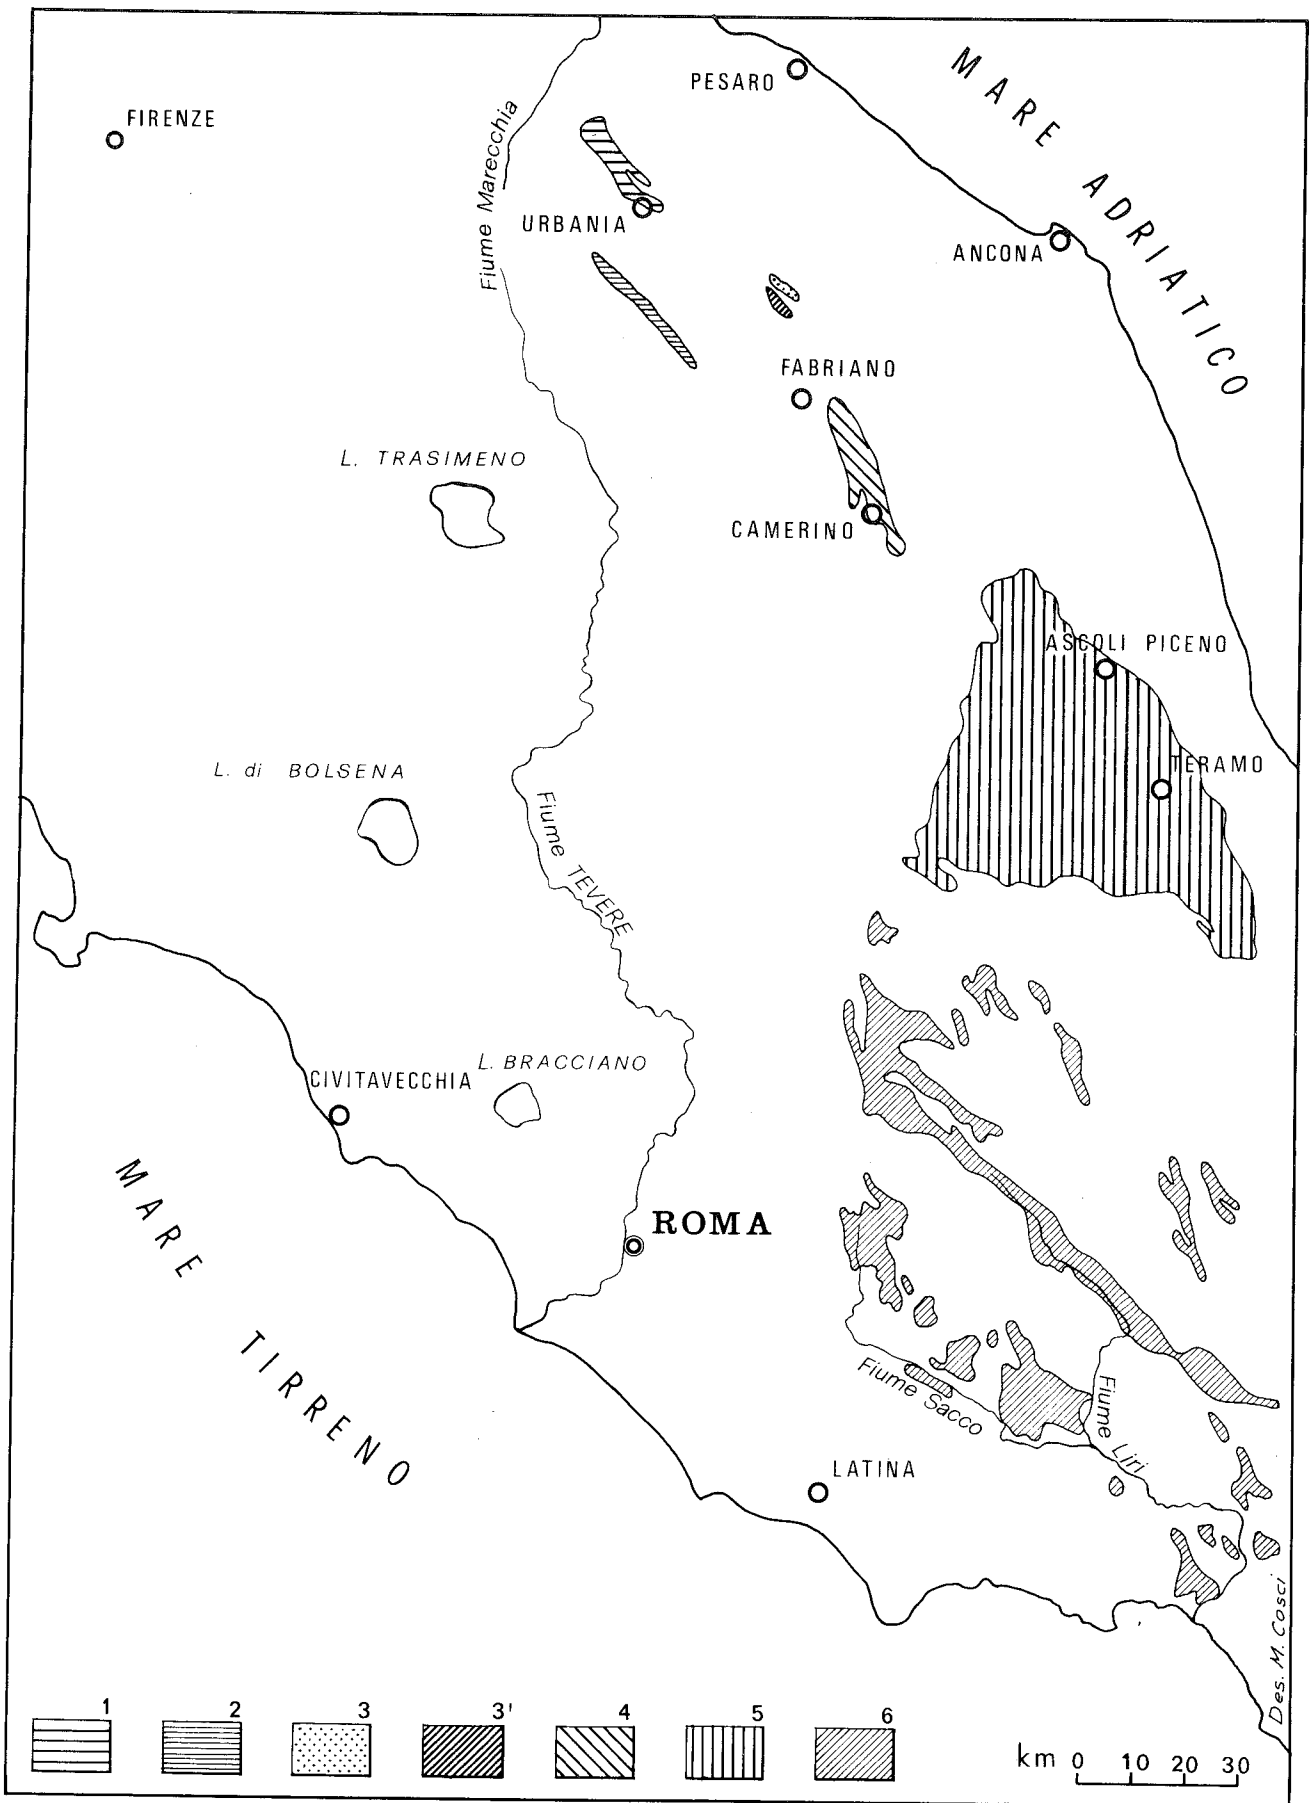 PESARO
MARE ADRIATICO
FIRENZE
Fiume Marecchia
URBANIA
ANCONA
FABRIANO
L. TRASIMENO
CAMERINO
ASCOLI PICENO
L. di BOLSENA
TERAMO
Fiume TEVERE
L. BRACCIANO
CIVITAVECCHIA
MARE TIRRENO
ROMA
Fiume Sacco
Fiume Liri
LATINA
Des. M. Cosci
1 2 3 3' 4 5 6
km 0 10 20 30